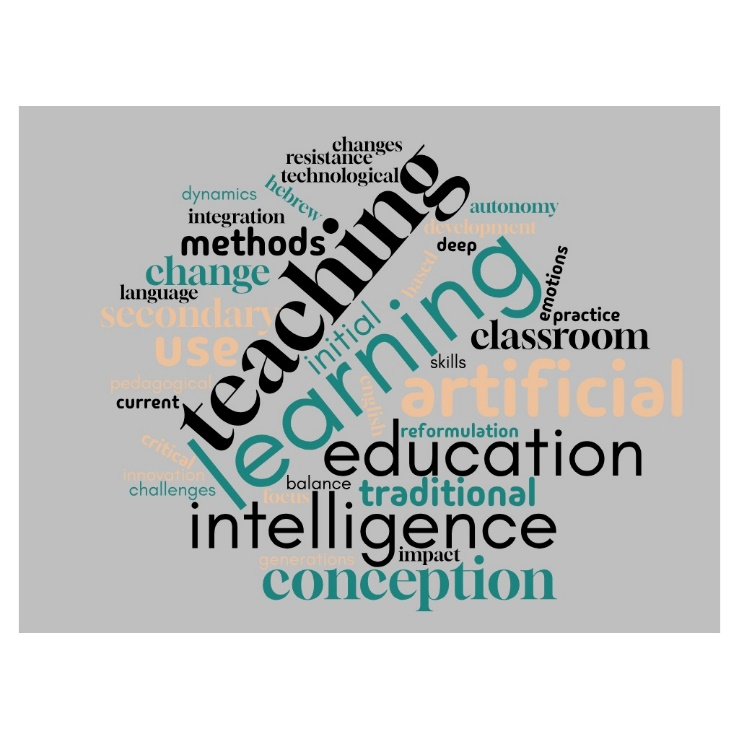 changes
resistance
technological
teaching
dynamics
hebrew
integration
autonomy
development
methods
deep
change
based
learning
emotions
language
secondary
initial
practice
classroom
use
skills
pedagogical
english
artificial
current
reformulation
critical
education
innovation
challenges
balance
focus
traditional
intelligence
generations
impact
conception